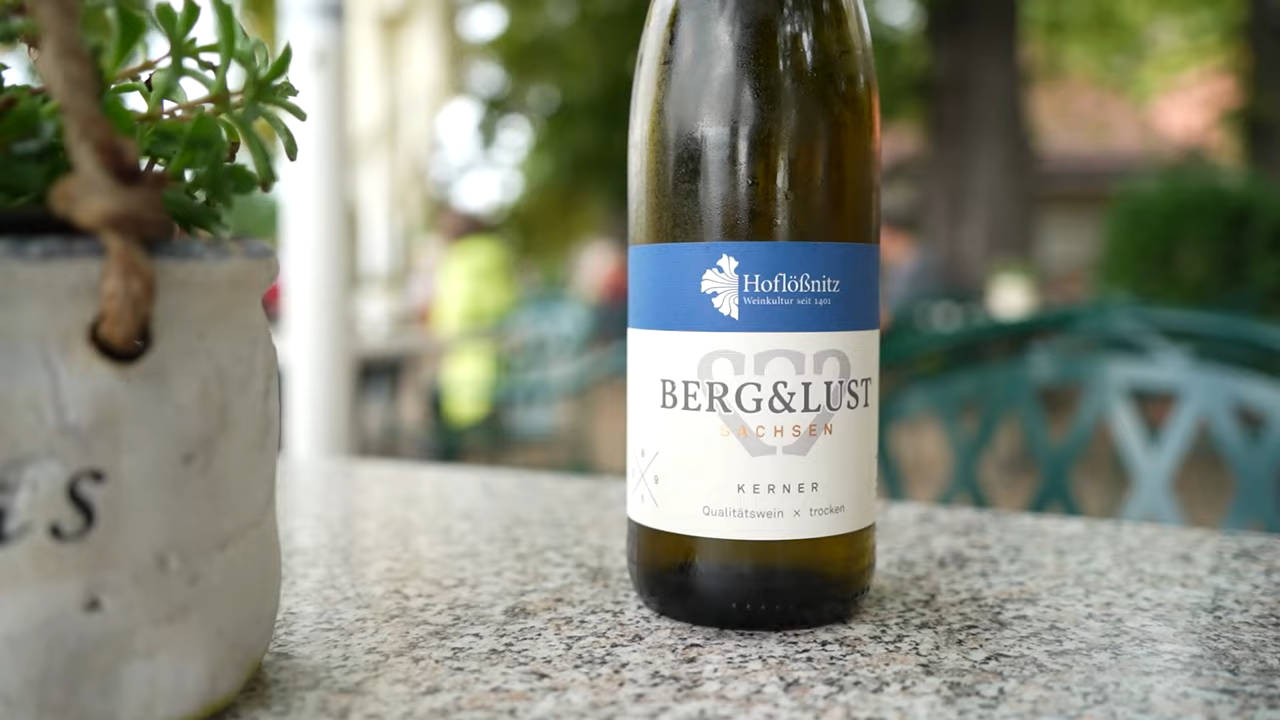 Hoflößnitz
Weinkultur seit 1401
BERG&LUST
SACHSEN
KERNER
Qualitätswein × trocken